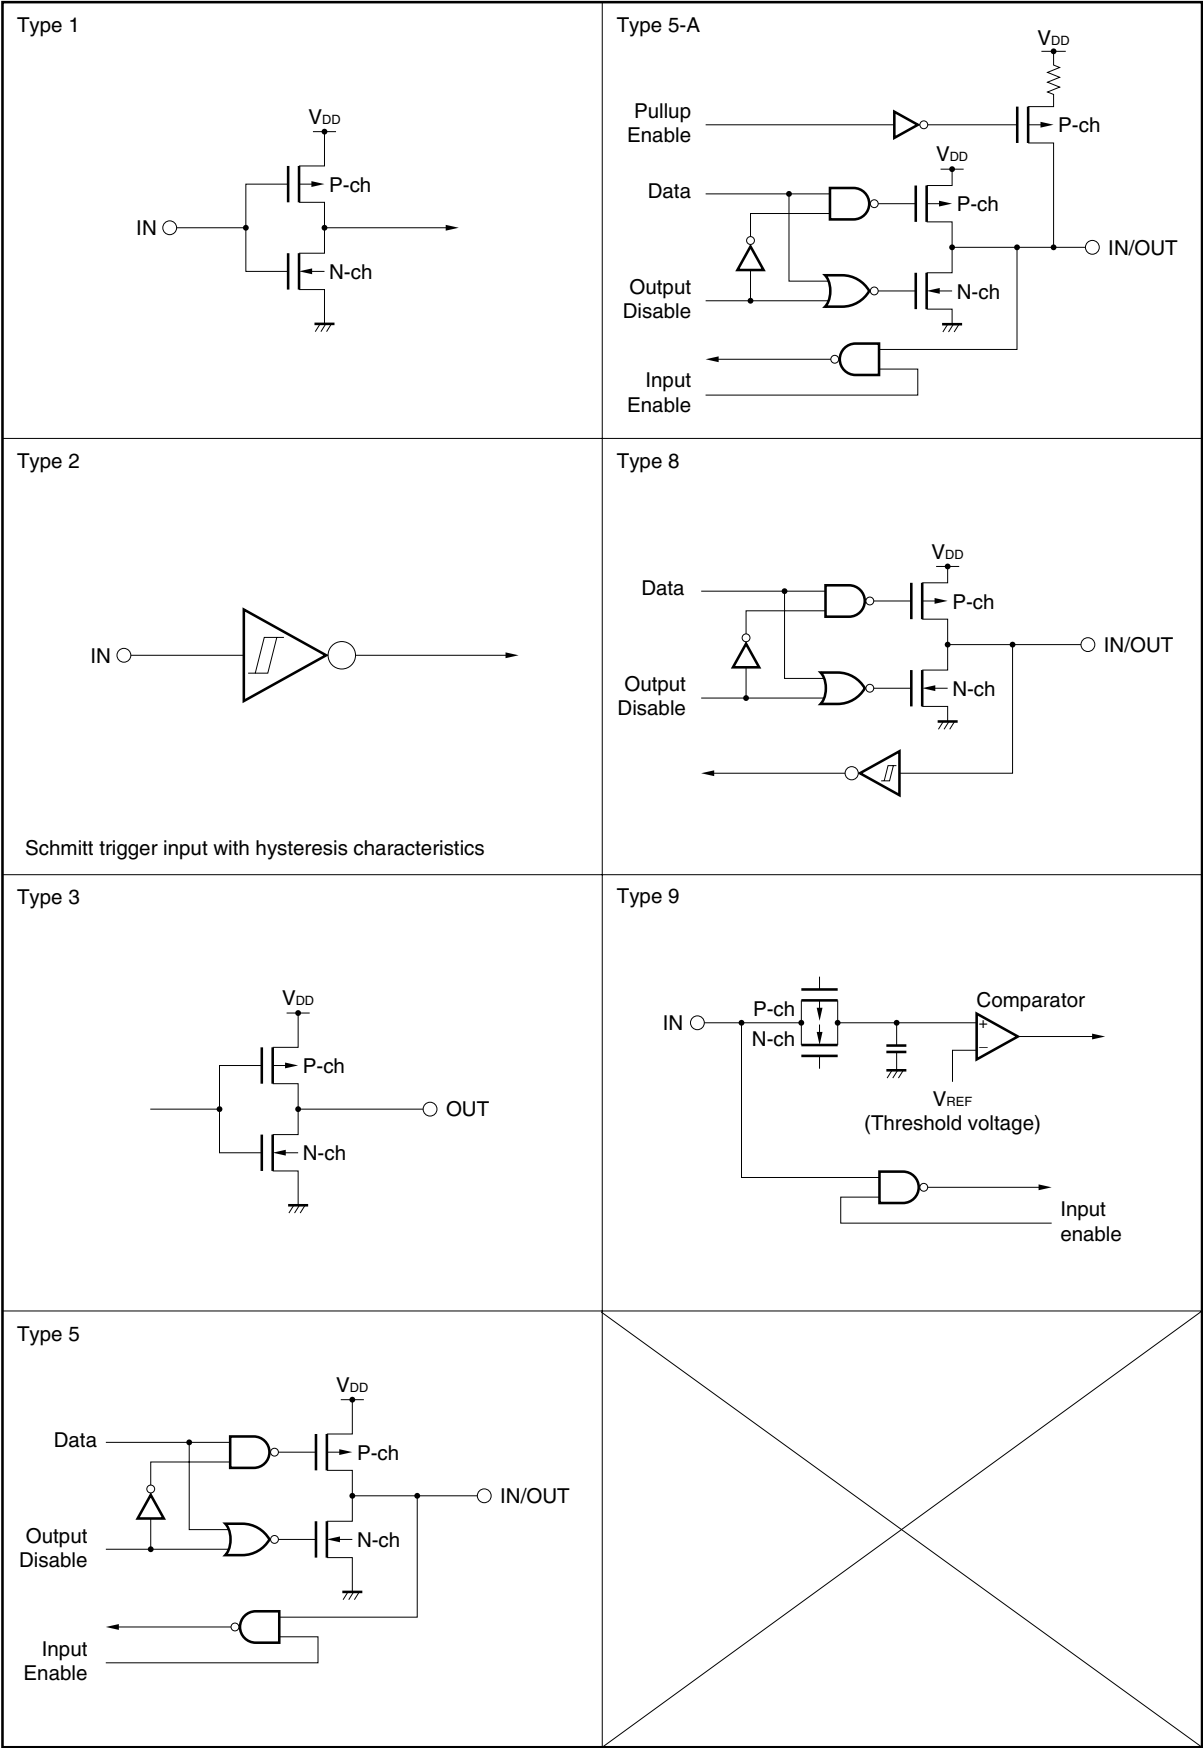 Type 1
VDD
P-ch
IN
N-ch
Type 5-A
VDD
Pullup
Enable
P-ch
VDD
Data
P-ch
IN/OUT
Output
Disable
N-ch
Input
Enable
Type 2
IN
Schmitt trigger input with hysteresis characteristics
Type 8
VDD
Data
P-ch
IN/OUT
Output
Disable
N-ch
Type 3
VDD
P-ch
OUT
N-ch
Type 9
P-ch
IN
N-ch
Comparator
+
−
VREF
(Threshold voltage)
Input
enable
Type 5
VDD
Data
P-ch
IN/OUT
Output
Disable
N-ch
Input
Enable